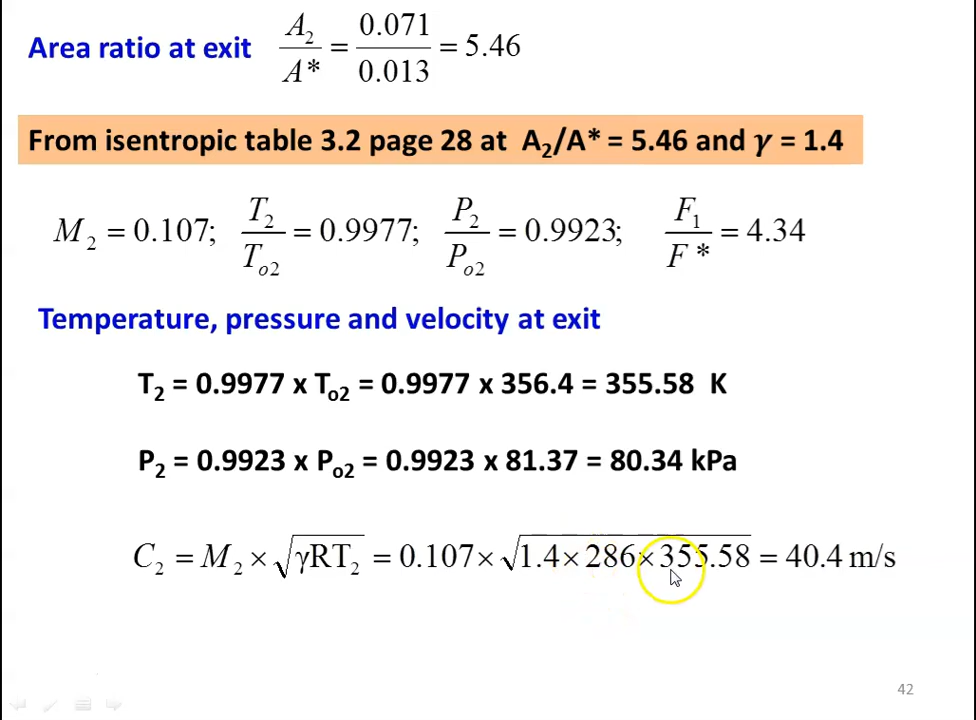 Area ratio at exit A₂/A* = 0.071/0.013 = 5.46
From isentropic table 3.2 page 28 at A₂/A* = 5.46 and γ = 1.4
M₂ = 0.107; T₂/Tₒ₂ = 0.9977; P₂/Pₒ₂ = 0.9923; F₁/F* = 4.34
Temperature, pressure and velocity at exit
T₂ = 0.9977 x Tₒ₂ = 0.9977 x 356.4 = 355.58 K
P₂ = 0.9923 x Pₒ₂ = 0.9923 x 81.37 = 80.34 kPa
C₂ = M₂ × √(γRT₂) = 0.107 × √(1.4 × 286 × 355.58) = 40.4 m/s
42